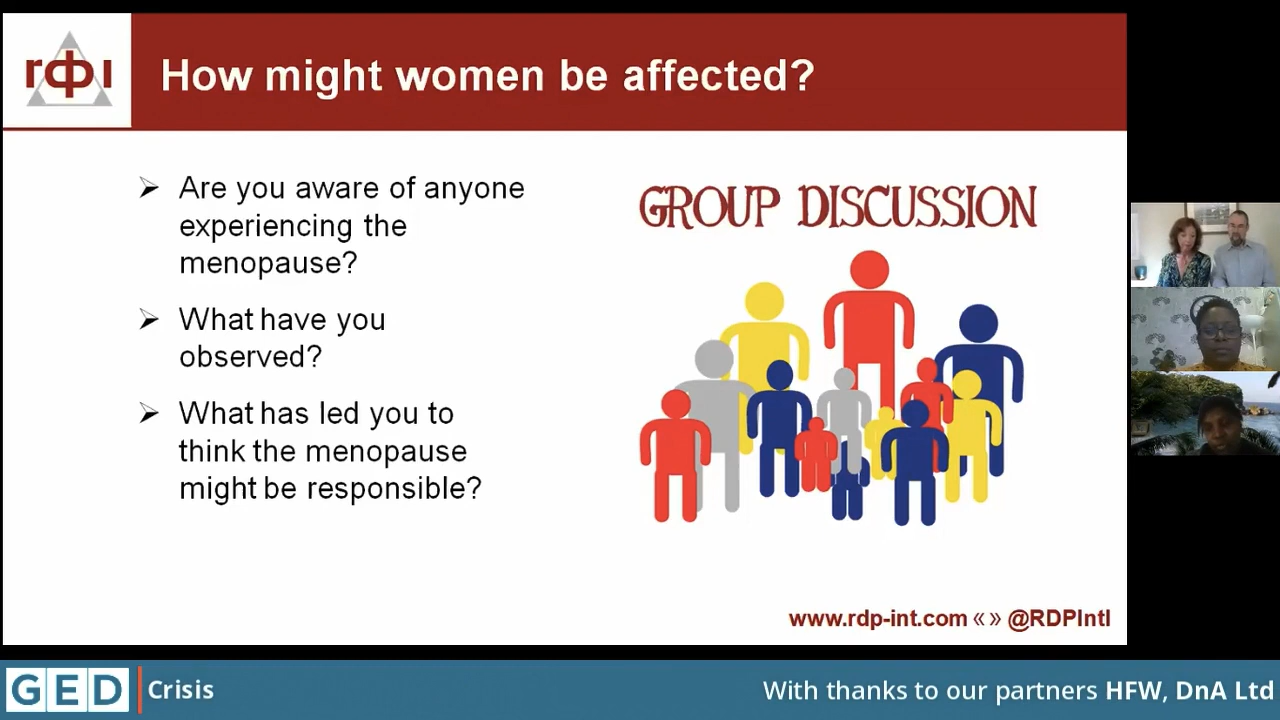 rφι
How might women be affected?
Are you aware of anyone
experiencing the
menopause?
What have you
observed?
What has led you to
think the menopause
might be responsible?
GROUP DISCUSSION
www.rdp-int.com «» @RDPIntl
GED Crisis
With thanks to our partners HFW, DnA Ltd